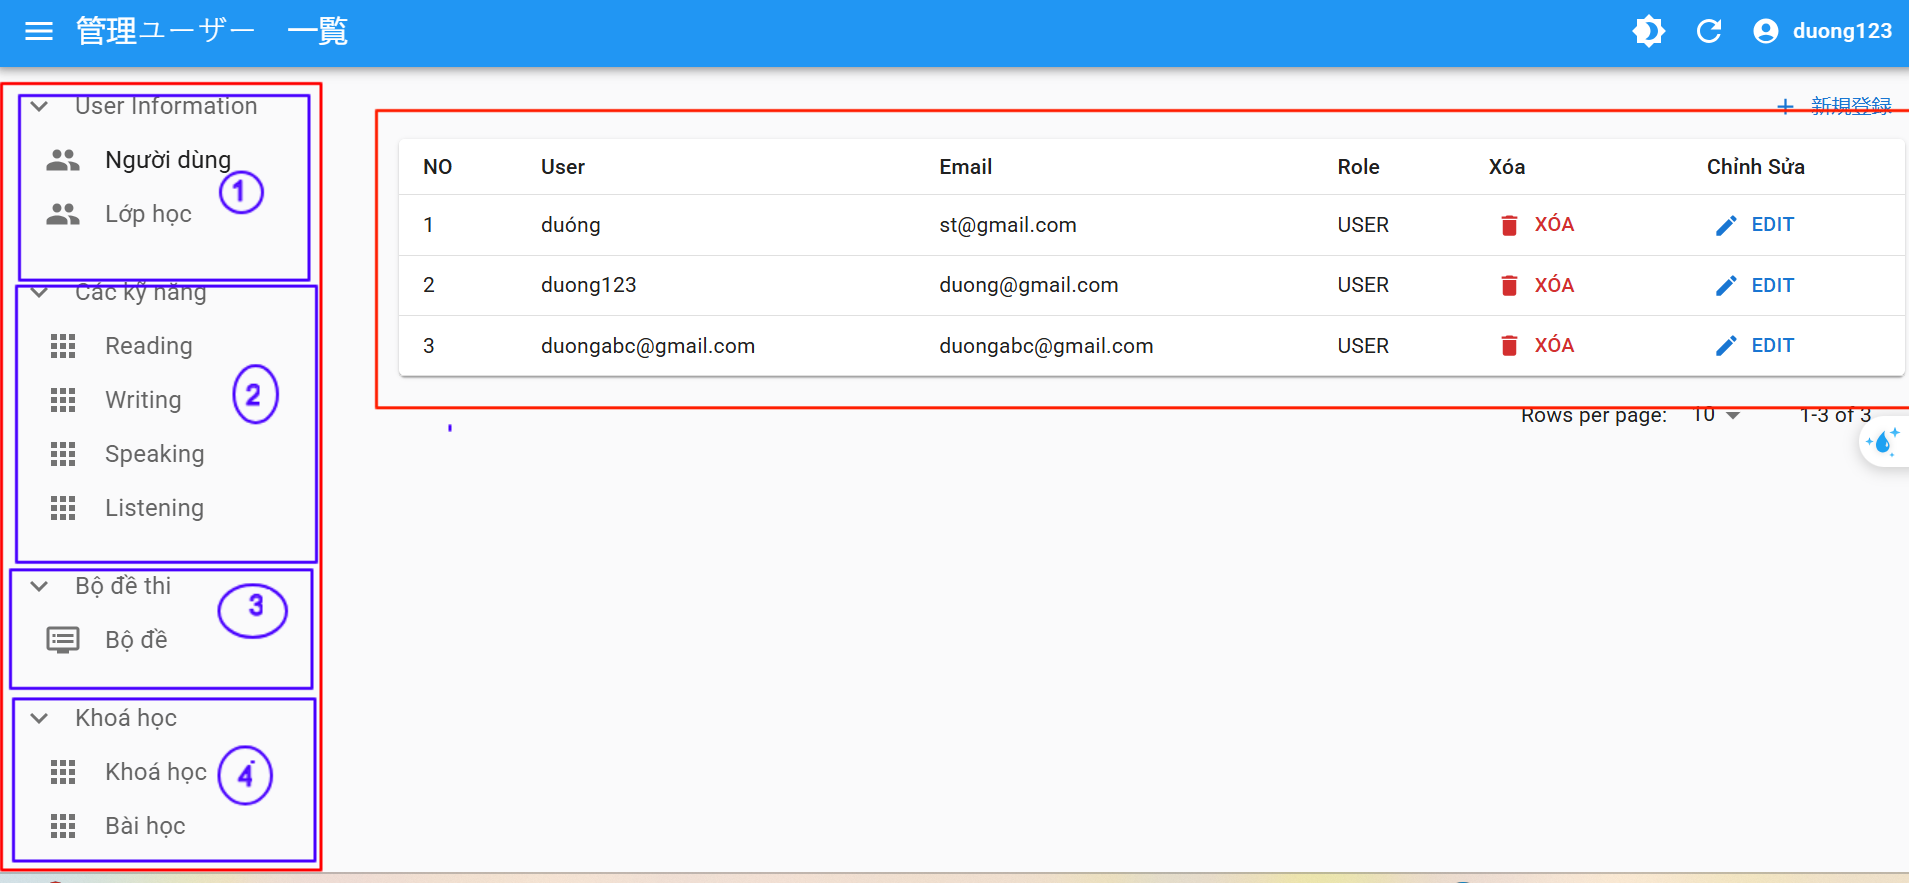 管理ユーザー 一覧
duong123
User Information
Người dùng
1
Lớp học
Các kỹ năng
Reading
Writing
2
Speaking
Listening
Bộ đề thi
3
Bộ đề
Khoá học
Khoá học
4
Bài học
+ 新規登録
NO User Email Role Xóa Chỉnh Sửa
1 duóng st@gmail.com USER XÓA EDIT
2 duong123 duong@gmail.com USER XÓA EDIT
3 duongabc@gmail.com duongabc@gmail.com USER XÓA EDIT
Rows per page: 10 1-3 of 3